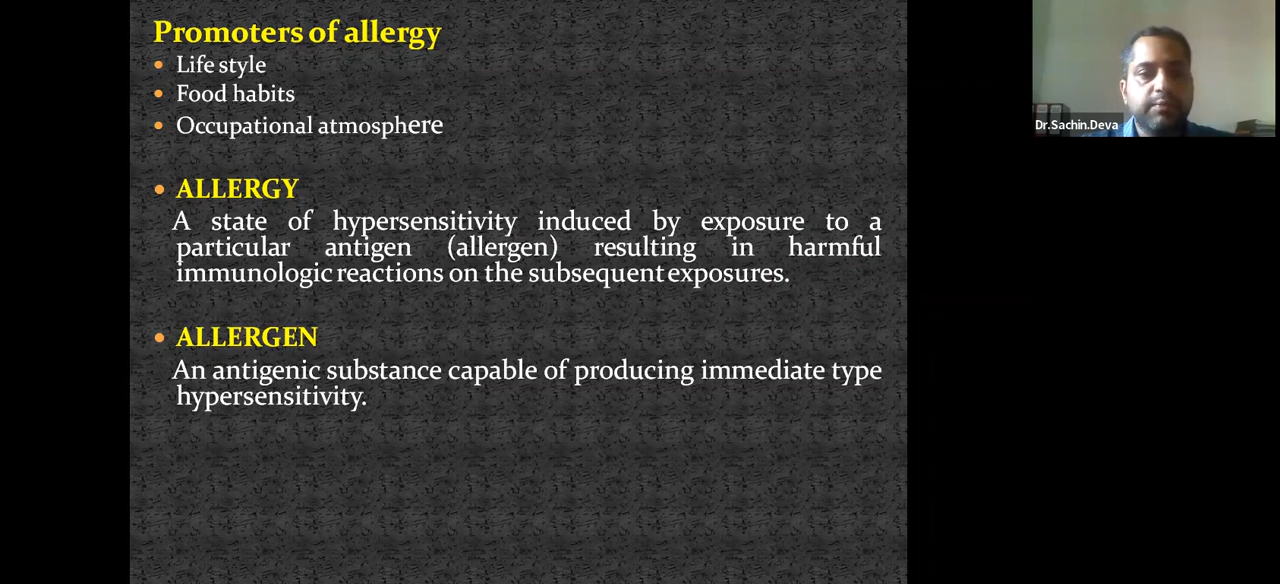 Promoters of allergy
• Life style
• Food habits
• Occupational atmosphere
• ALLERGY
A state of hypersensitivity induced by exposure to a
particular antigen (allergen) resulting in harmful
immunologic reactions on the subsequent exposures.
• ALLERGEN
An antigenic substance capable of producing immediate type
hypersensitivity.
Dr.Sachin.Deva